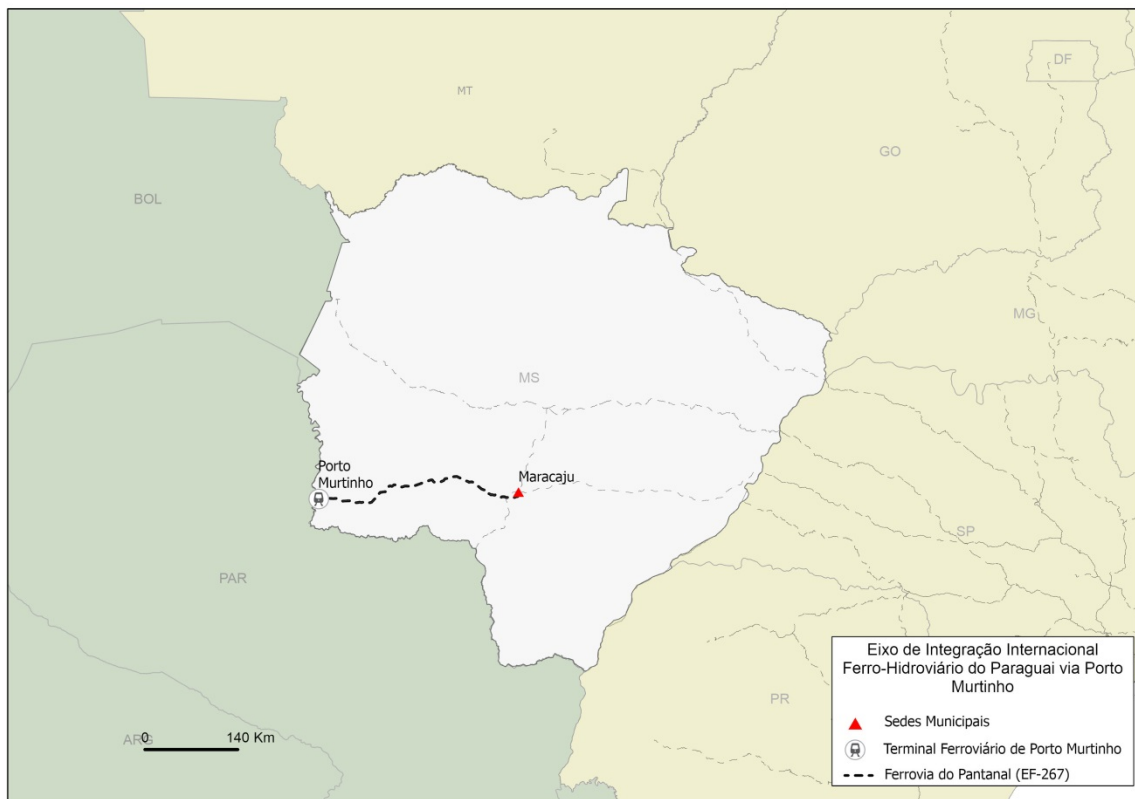 MT
DF
GO
BOL
MG
MS
Porto
Murtinho
Maracaju
SP
PAR
PR
ARG
0 140 Km
Eixo de Integração Internacional
Ferro-Hidroviário do Paraguai via Porto
Murtinho
Sedes Municipais
Terminal Ferroviário de Porto Murtinho
Ferrovia do Pantanal (EF-267)